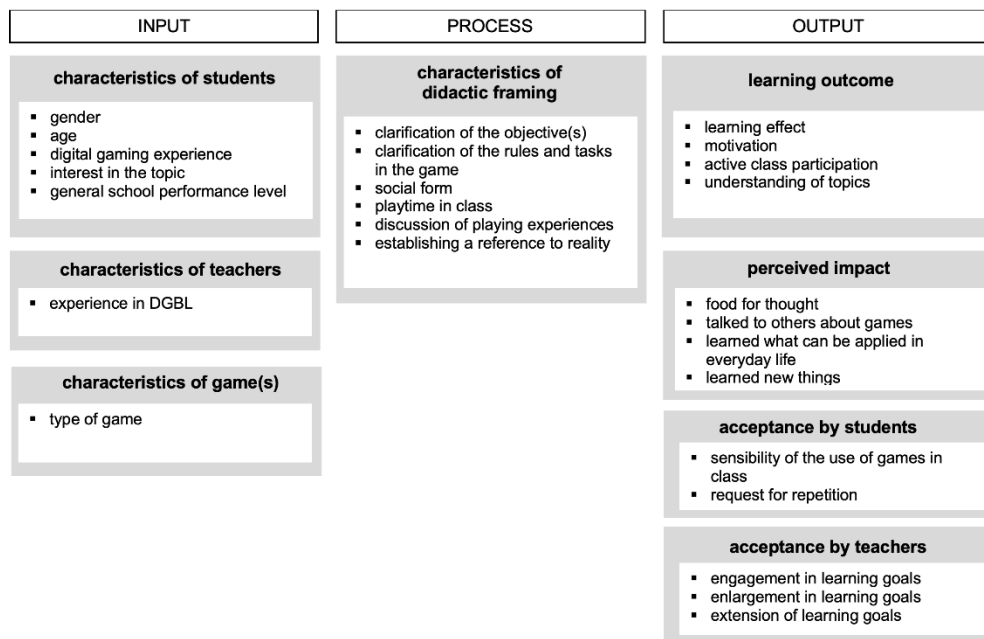 INPUT
characteristics of students
▪ gender
▪ age
▪ digital gaming experience
▪ interest in the topic
▪ general school performance level
characteristics of teachers
▪ experience in DGBL
characteristics of game(s)
▪ type of game
PROCESS
characteristics of
didactic framing
▪ clarification of the objective(s)
▪ clarification of the rules and tasks
in the game
▪ social form
▪ playtime in class
▪ discussion of playing experiences
▪ establishing a reference to reality
OUTPUT
learning outcome
▪ learning effect
▪ motivation
▪ active class participation
▪ understanding of topics
perceived impact
▪ food for thought
▪ talked to others about games
▪ learned what can be applied in
everyday life
▪ learned new things
acceptance by students
▪ sensibility of the use of games in
class
▪ request for repetition
acceptance by teachers
▪ engagement in learning goals
▪ enlargement in learning goals
▪ extension of learning goals